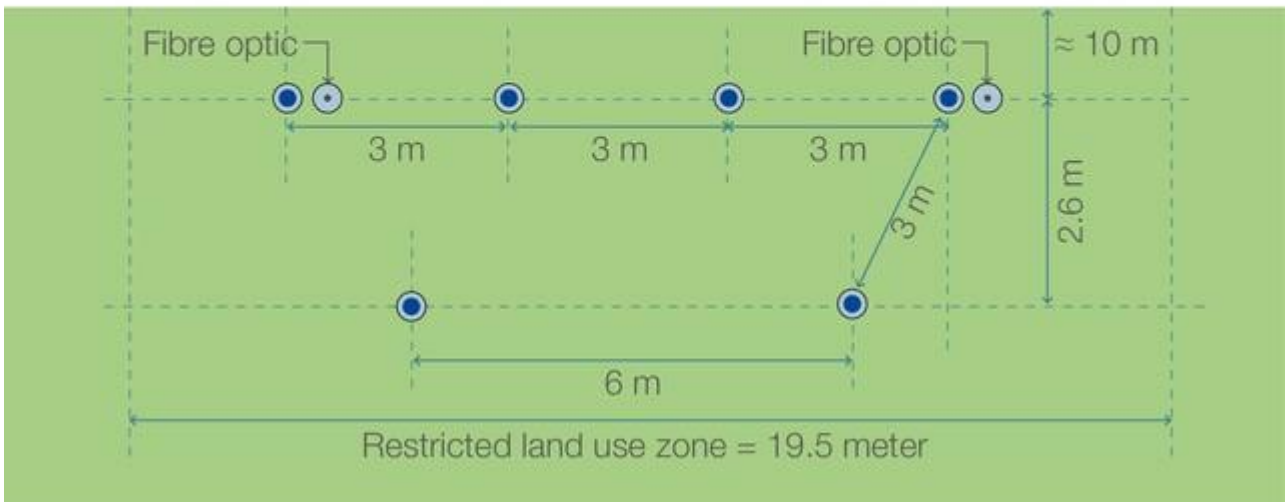 Fibre optic
Fibre optic
≈ 10 m
3 m
3 m
3 m
3 m
2.6 m
6 m
Restricted land use zone = 19.5 meter